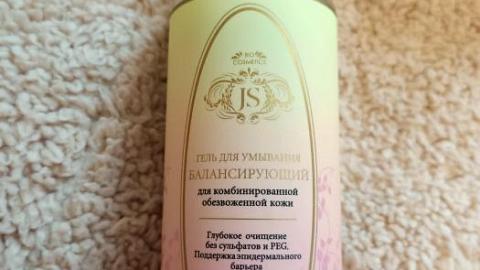 BIO
COSMETICS
JS
ГЕЛЬ ДЛЯ УМЫВАНИЯ
БАЛАНСИРУЮЩИЙ
для комбинированной
обезвоженной кожи
Глубокое очищение
без сульфатов и PEG.
Поддержка эпидермального
барьера